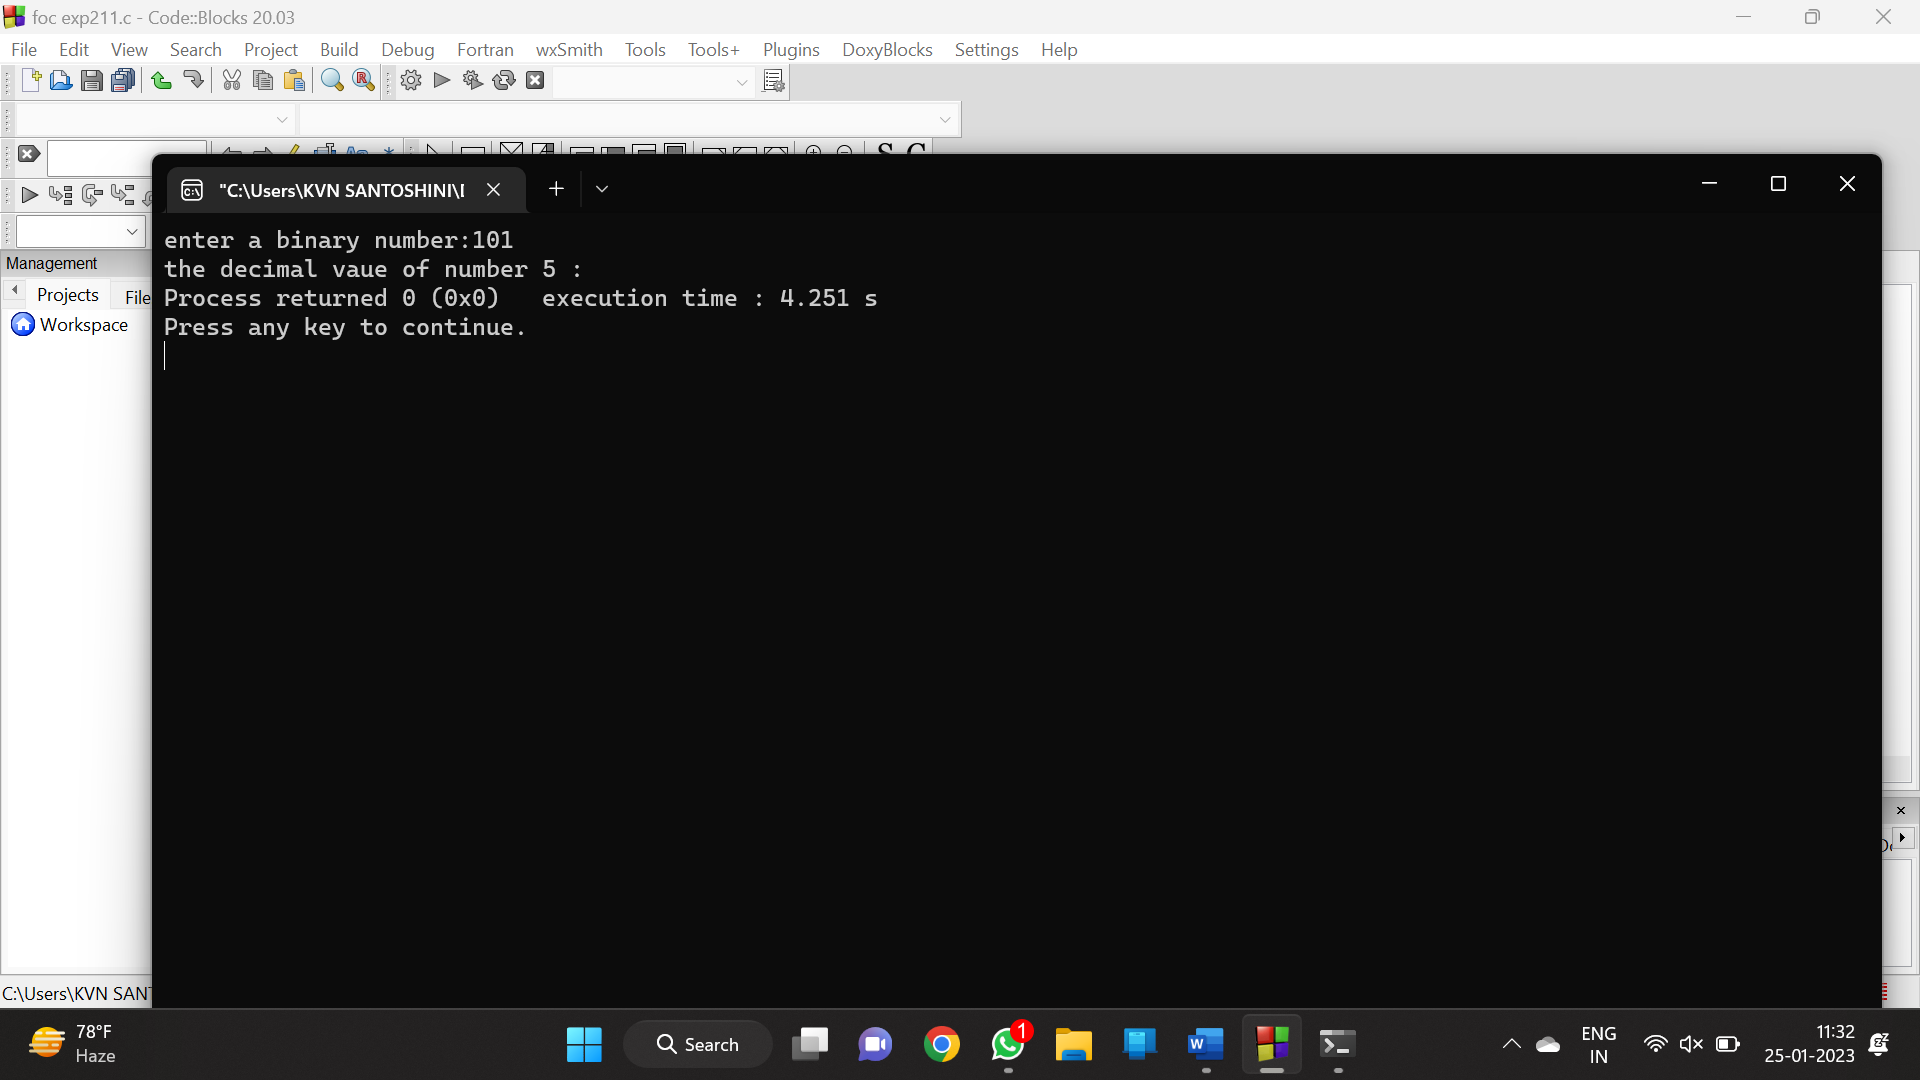 foc exp211.c - Code::Blocks 20.03
File Edit View Search Project Build Debug Fortran wxSmith Tools Tools+ Plugins DoxyBlocks Settings Help
S C
"C:\Users\KVN SANTOSHINI\
enter a binary number:101
the decimal vaue of number 5 :
Management
Projects File
Process returned 0 (0x0)   execution time : 4.251 s
Workspace
Press any key to continue.
C:\Users\KVN SAN
78°F
Haze
Search
1
ENG
IN
11:32
25-01-2023